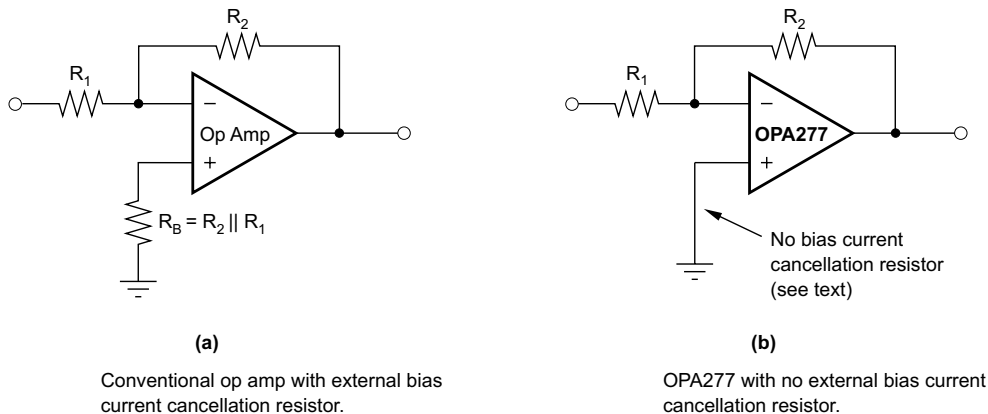 R2
R1
−
Op Amp
+
RB = R2 || R1
(a)
Conventional op amp with external bias
current cancellation resistor.
R2
R1
−
OPA277
+
No bias current
cancellation resistor
(see text)
(b)
OPA277 with no external bias current
cancellation resistor.